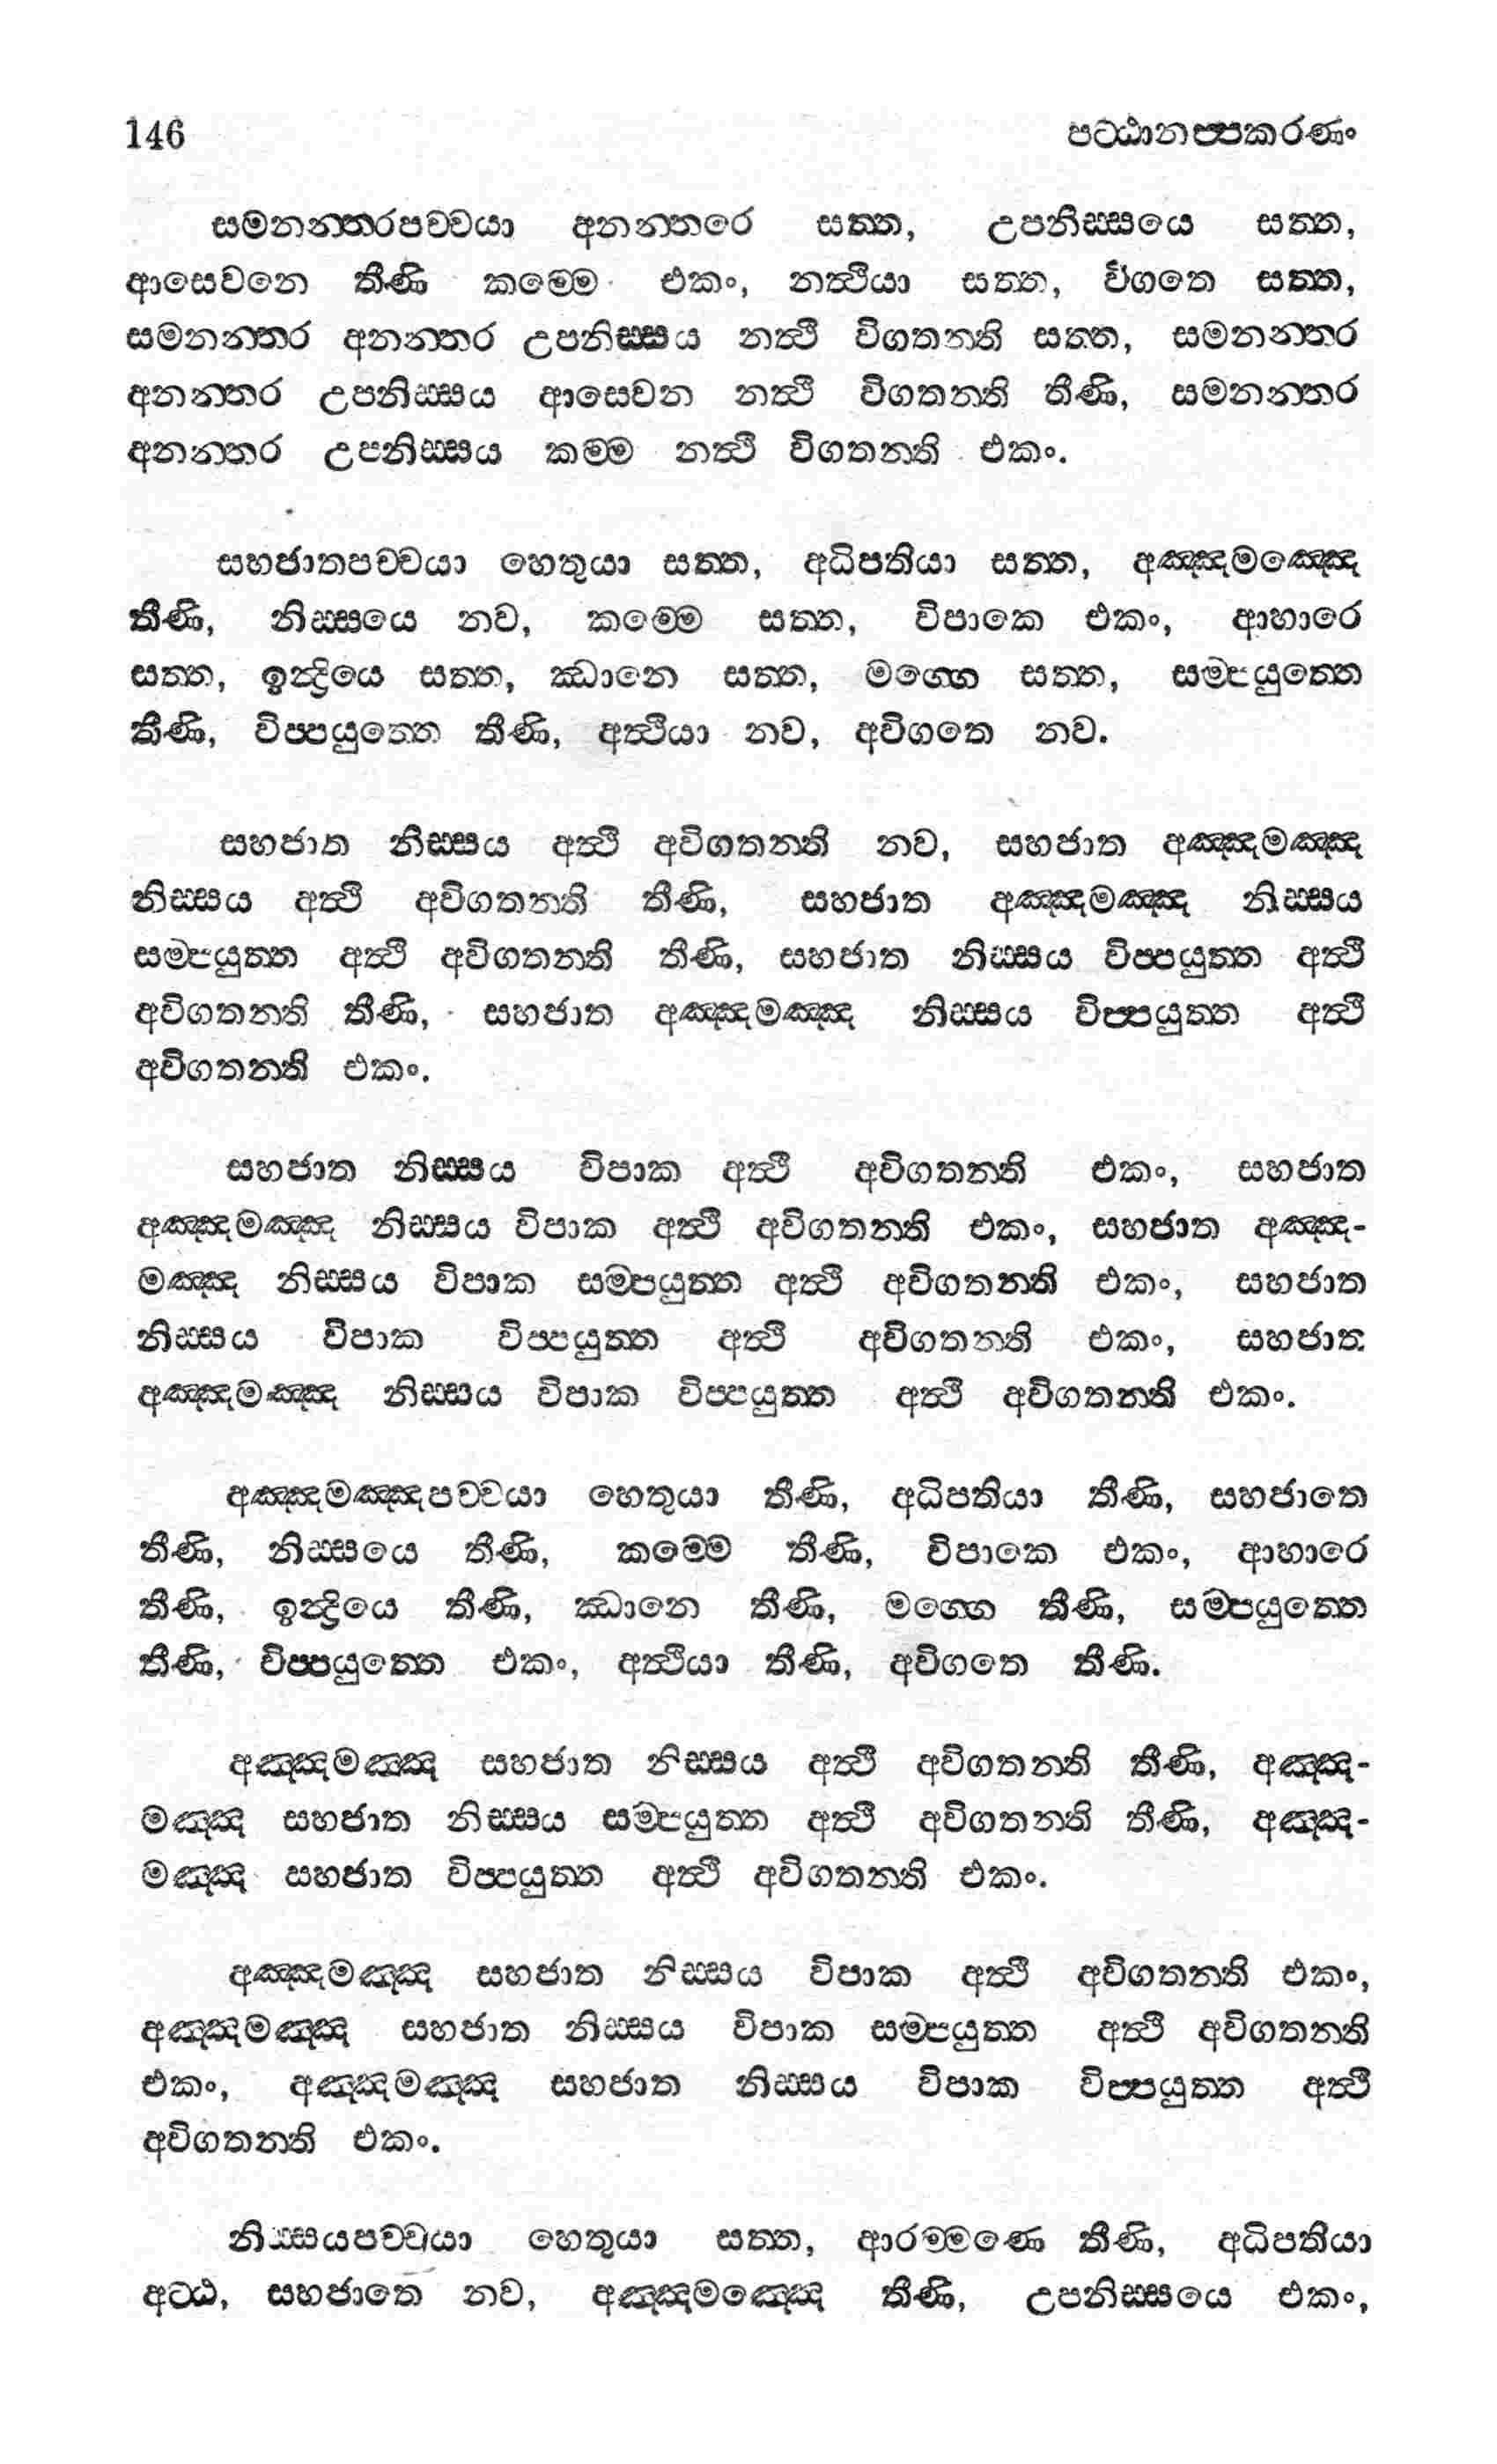 146 පට්ඨානප්පකරණං
සමනන්තරපච්චයා අනන්තරෙ සත්ත, උපනිස්සයෙ සත්ත,
ආසෙවනෙ තීණි කම්මෙ එකං, නත්ථියා සත්ත, විගතෙ සත්ත,
සමනන්තර අනන්තර උපනිස්සය නත්ථි විගතන්ති සත්ත, සමනන්තර
අනන්තර උපනිස්සය ආසෙවන නත්ථි විගතන්ති තීණි, සමනන්තර
අනන්තර උපනිස්සය කම්ම නත්ථි විගතන්ති එකං.
සහජාතපච්චයා හෙතුයා සත්ත, අධිපතියා සත්ත, අඤ්ඤමඤ්ඤෙ
තීණි, නිස්සයෙ නව, කම්මෙ සත්ත, විපාකෙ එකං, ආහාරෙ
සත්ත, ඉන්ද්‍රියෙ සත්ත, ඣානෙ සත්ත, මග්ගෙ සත්ත, සම්පයුත්තෙ
තීණි, විප්පයුත්තෙ තීණි, අත්ථියා නව, අවිගතෙ නව.
සහජාත නිස්සය අත්ථි අවිගතන්ති නව, සහජාත අඤ්ඤමඤ්ඤ
නිස්සය අත්ථි අවිගතන්ති තීණි, සහජාත අඤ්ඤමඤ්ඤ නිස්සය
සම්පයුත්ත අත්ථි අවිගතන්ති තීණි, සහජාත නිස්සය විප්පයුත්ත අත්ථි
අවිගතන්ති තීණි, සහජාත අඤ්ඤමඤ්ඤ නිස්සය විප්පයුත්ත අත්ථි
අවිගතන්ති එකං.
සහජාත නිස්සය විපාක අත්ථි අවිගතන්ති එකං, සහජාත
අඤ්ඤමඤ්ඤ නිස්සය විපාක අත්ථි අවිගතන්ති එකං, සහජාත අඤ්ඤ-
මඤ්ඤ නිස්සය විපාක සම්පයුත්ත අත්ථි අවිගතන්ති එකං, සහජාත
නිස්සය විපාක විප්පයුත්ත අත්ථි අවිගතන්ති එකං, සහජාත
අඤ්ඤමඤ්ඤ නිස්සය විපාක විප්පයුත්ත අත්ථි අවිගතන්ති එකං.
අඤ්ඤමඤ්ඤපච්චයා හෙතුයා තීණි, අධිපතියා තීණි, සහජාතෙ
තීණි, නිස්සයෙ තීණි, කම්මෙ තීණි, විපාකෙ එකං, ආහාරෙ
තීණි, ඉන්ද්‍රියෙ තීණි, ඣානෙ තීණි, මග්ගෙ තීණි, සම්පයුත්තෙ
තීණි, විප්පයුත්තෙ එකං, අත්ථියා තීණි, අවිගතෙ තීණි.
අඤ්ඤමඤ්ඤ සහජාත නිස්සය අත්ථි අවිගතන්ති තීණි, අඤ්ඤ-
මඤ්ඤ සහජාත නිස්සය සම්පයුත්ත අත්ථි අවිගතන්ති තීණි, අඤ්ඤ-
මඤ්ඤ සහජාත විප්පයුත්ත අත්ථි අවිගතන්ති එකං.
අඤ්ඤමඤ්ඤ සහජාත නිස්සය විපාක අත්ථි අවිගතන්ති එකං,
අඤ්ඤමඤ්ඤ සහජාත නිස්සය විපාක සම්පයුත්ත අත්ථි අවිගතන්ති
එකං, අඤ්ඤමඤ්ඤ සහජාත නිස්සය විපාක විප්පයුත්ත අත්ථි
අවිගතන්ති එකං.
නිස්සයපච්චයා හෙතුයා සත්ත, ආරම්මණෙ තීණි, අධිපතියා
අට්ඨ, සහජාතෙ නව, අඤ්ඤමඤ්ඤෙ තීණි, උපනිස්සයෙ එකං,